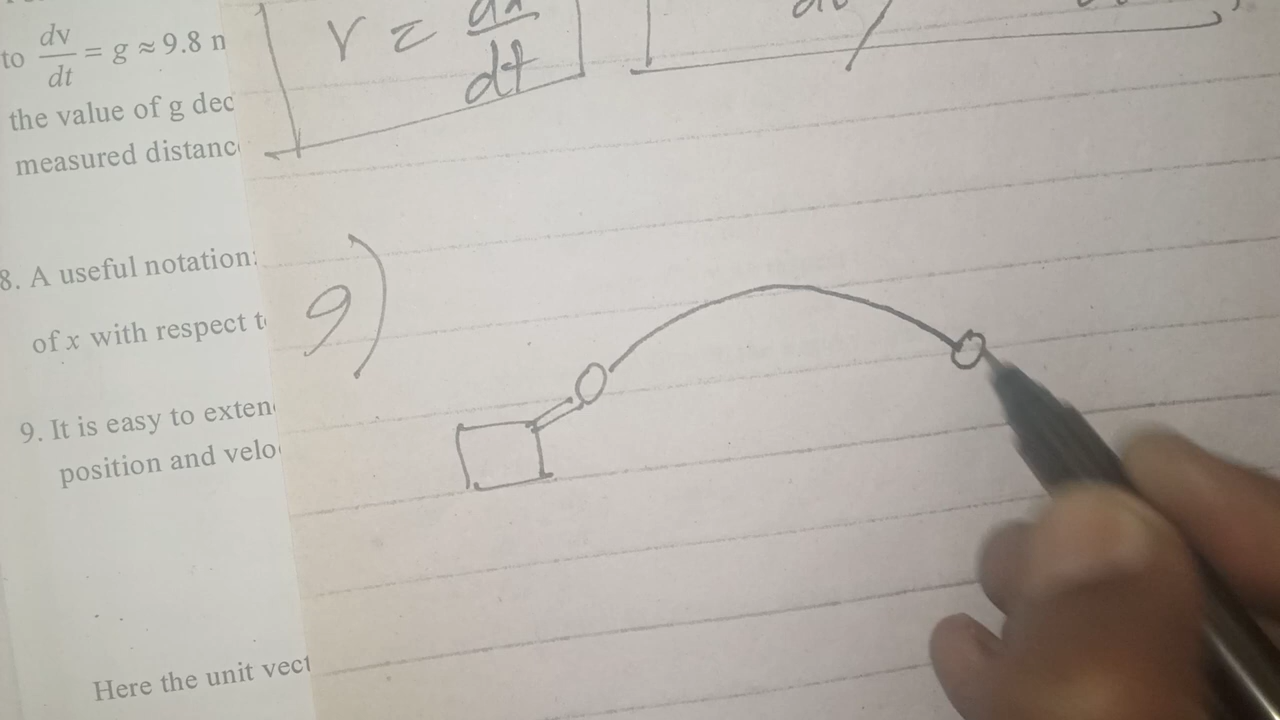 to dv/dt = g ≈ 9.8
the value of g dec
measured distanc
8. A useful notation:
of x with respect t
9. It is easy to exten
position and velo
Here the unit vect
v = dx/dt
9)